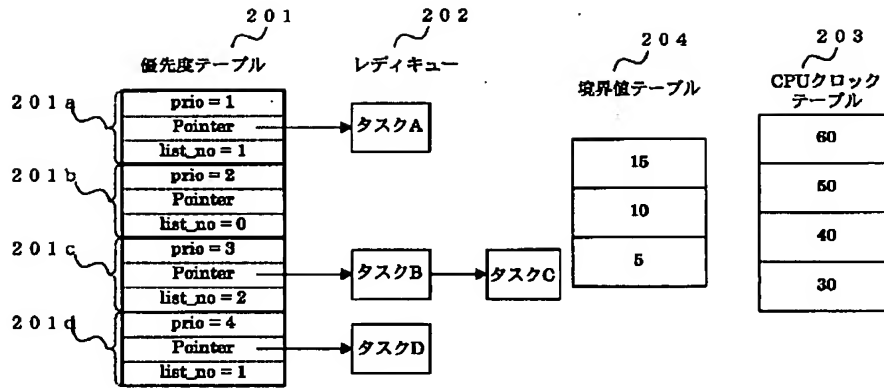 201
優先度テーブル
202
レディキュー
204
境界値テーブル
203
CPUクロック
テーブル
201a
prio = 1
Pointer
list_no = 1
タスクA
201b
prio = 2
Pointer
list_no = 0
201c
prio = 3
Pointer
list_no = 2
タスクB
タスクC
201d
prio = 4
Pointer
list_no = 1
タスクD
15
10
5
60
50
40
30